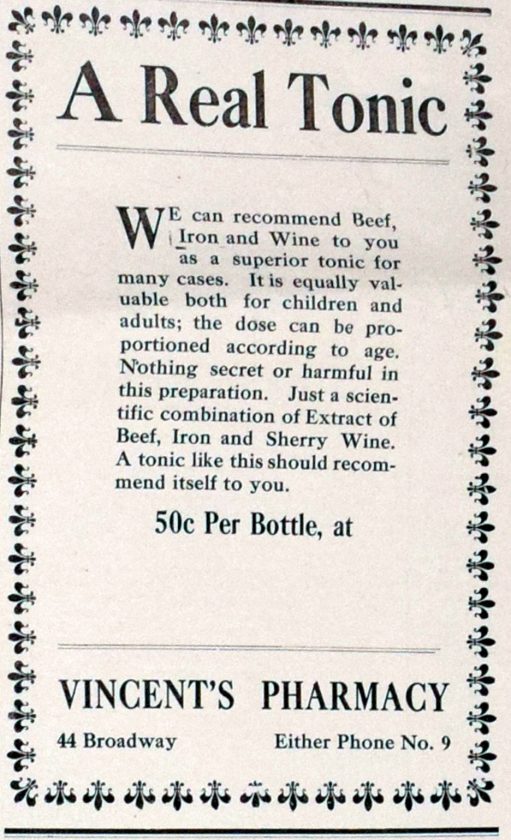 A Real Tonic
WE can recommend Beef,
Iron and Wine to you
as a superior tonic for
many cases. It is equally val-
uable both for children and
adults; the dose can be pro-
portioned according to age.
Nothing secret or harmful in
this preparation. Just a scien-
tific combination of Extract of
Beef, Iron and Sherry Wine.
A tonic like this should recom-
mend itself to you.
50c Per Bottle, at
VINCENT'S PHARMACY
44 Broadway Either Phone No. 9